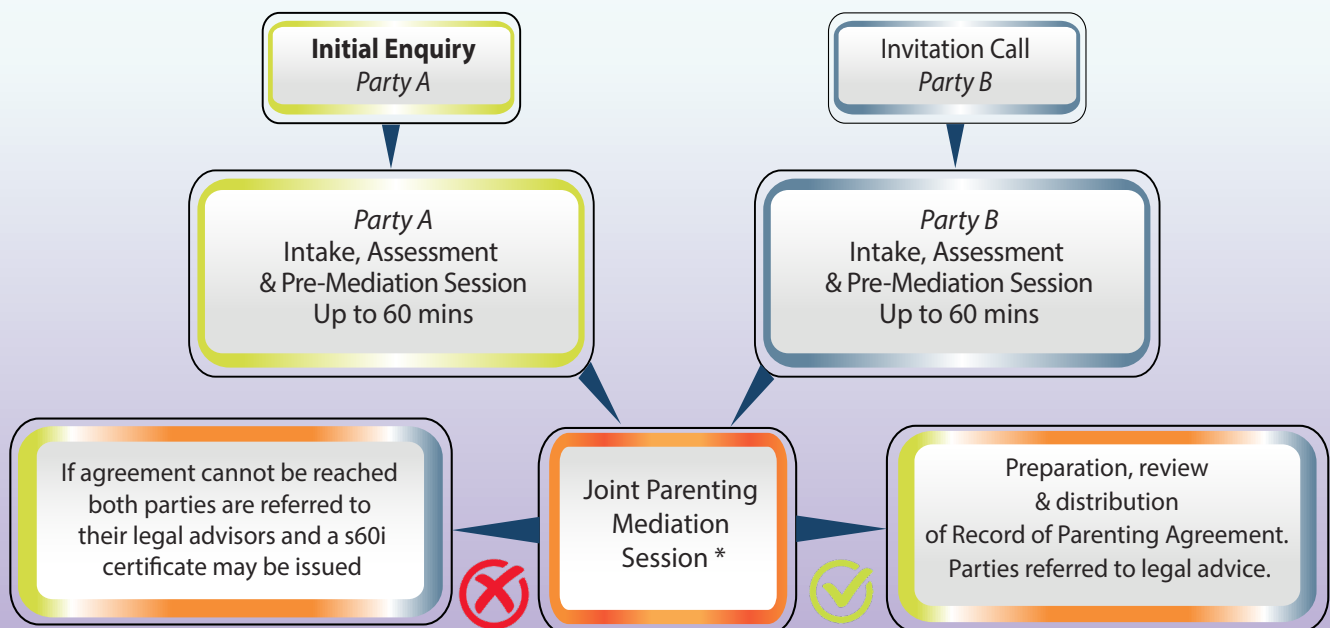 Initial Enquiry
Party A
Invitation Call
Party B
Party A
Intake, Assessment
& Pre-Mediation Session
Up to 60 mins
Party B
Intake, Assessment
& Pre-Mediation Session
Up to 60 mins
If agreement cannot be reached
both parties are referred to
their legal advisors and a s60i
certificate may be issued
Joint Parenting
Mediation
Session *
Preparation, review
& distribution
of Record of Parenting Agreement.
Parties referred to legal advice.